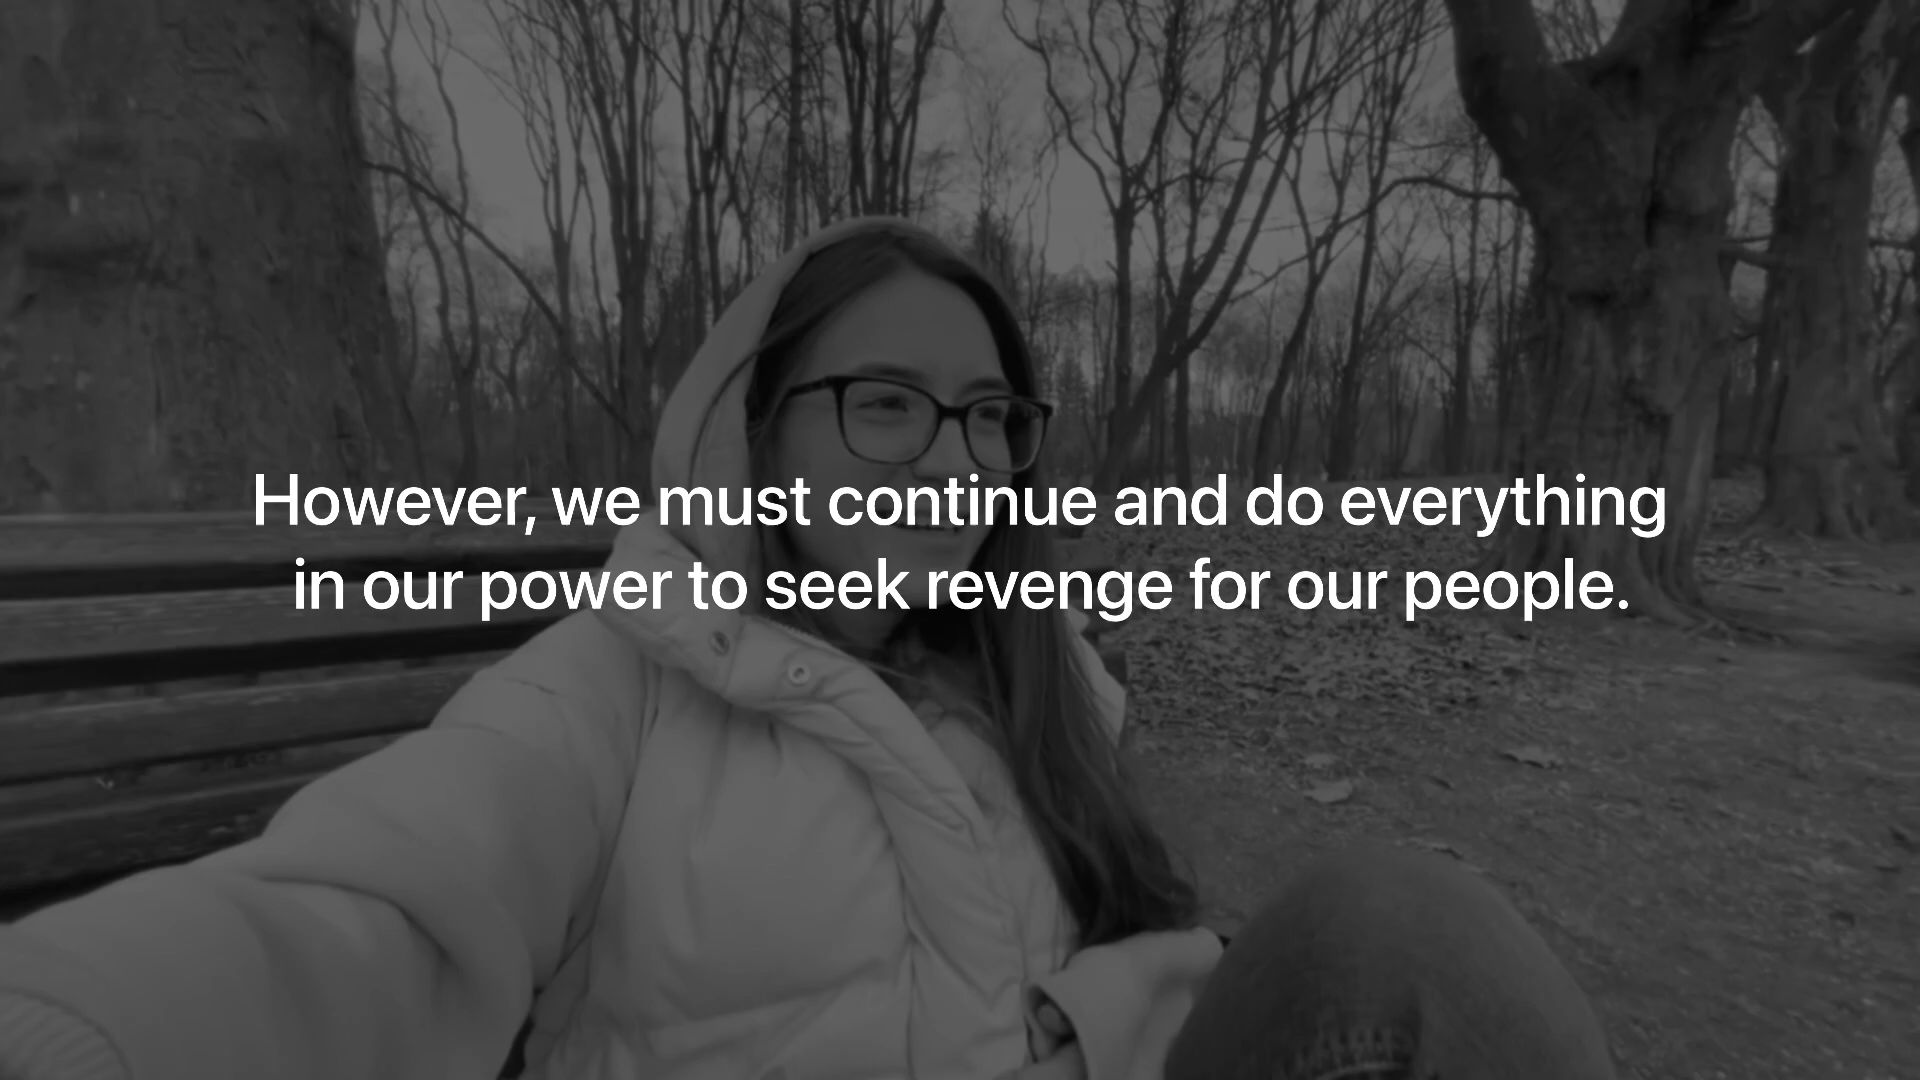 However, we must continue and do everything
in our power to seek revenge for our people.